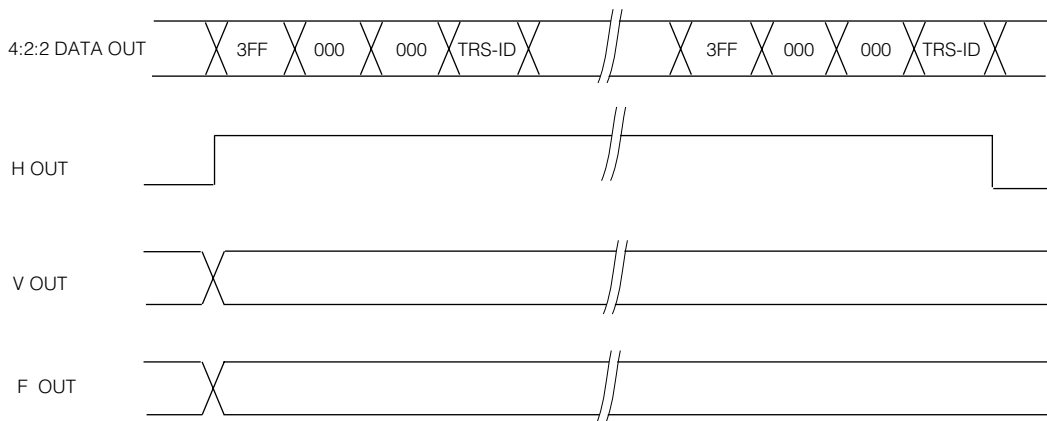 4:2:2 DATA OUT 3FF 000 000 TRS-ID 3FF 000 000 TRS-ID
H OUT
V OUT
F OUT